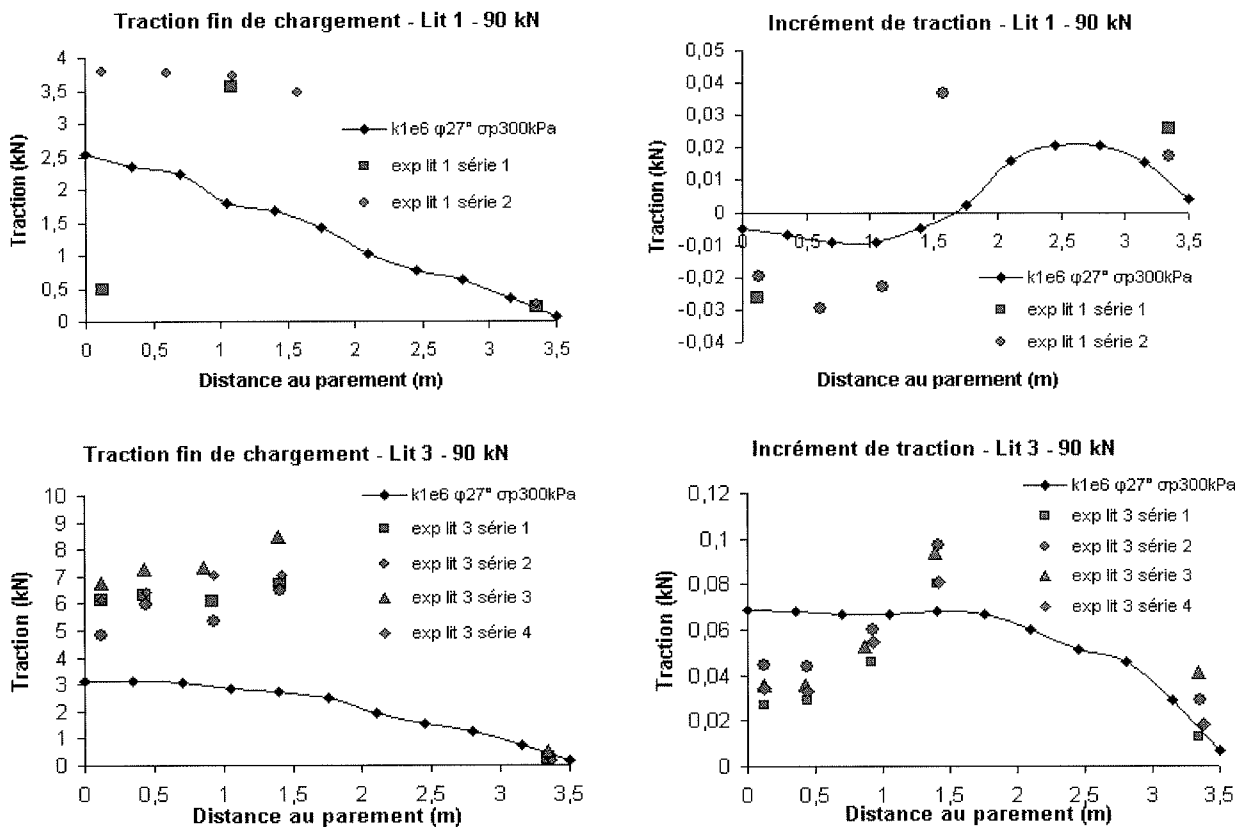 Traction fin de chargement - Lit 1 - 90 kN
4
3,5
3
2,5
2
1,5
1
0,5
0
Traction (kN)
k1e6 φ27° σp300kPa
exp lit 1 série 1
exp lit 1 série 2
0 0,5 1 1,5 2 2,5 3 3,5
Distance au parement (m)
Incrément de traction - Lit 1 - 90 kN
0,05
0,04
0,03
0,02
0,01
0
-0,01
-0,02
-0,03
-0,04
Traction (kN)
0 0,5 1 1,5 2 2,5 3 3,5
k1e6 φ27° σp300kPa
exp lit 1 série 1
exp lit 1 série 2
Distance au parement (m)
Traction fin de chargement - Lit 3 - 90 kN
10
9
8
7
6
5
4
3
2
1
0
Traction (kN)
k1e6 φ27° σp300kPa
exp lit 3 série 1
exp lit 3 série 2
exp lit 3 série 3
exp lit 3 série 4
0 0,5 1 1,5 2 2,5 3 3,5
Distance au parement (m)
Incrément de traction - Lit 3 - 90 kN
0,12
0,1
0,08
0,06
0,04
0,02
0
Traction (kN)
k1e6 φ27° σp300kPa
exp lit 3 série 1
exp lit 3 série 2
exp lit 3 série 3
exp lit 3 série 4
0 0,5 1 1,5 2 2,5 3 3,5
Distance au parement (m)